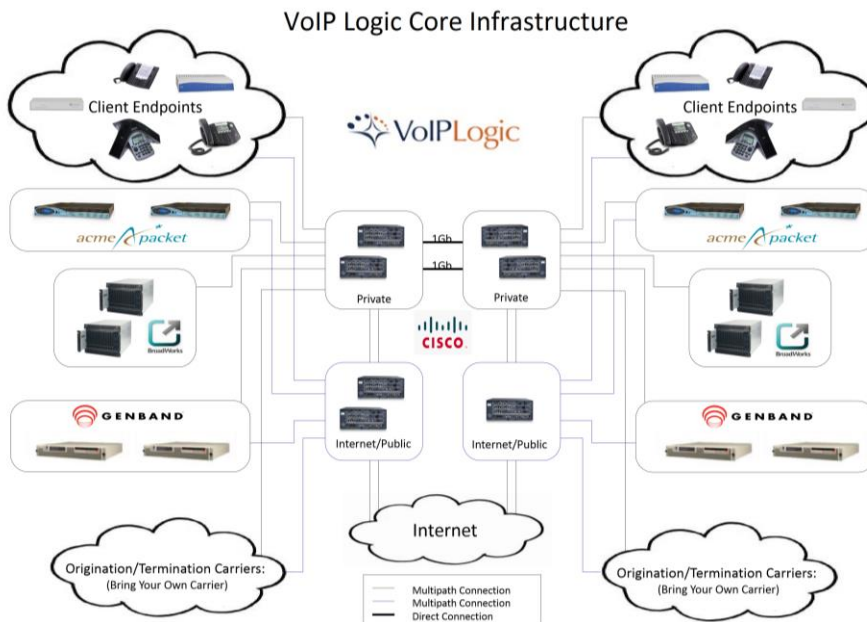 VoIP Logic Core Infrastructure
Client Endpoints
Client Endpoints
VoIPLogic
acme packet
acme packet
1Gb
1Gb
Private
Private
BroadWorks
BroadWorks
CISCO
GENBAND
GENBAND
Internet/Public
Internet/Public
Internet
Origination/Termination Carriers:
(Bring Your Own Carrier)
Origination/Termination Carriers:
(Bring Your Own Carrier)
Multipath Connection
Multipath Connection
Direct Connection